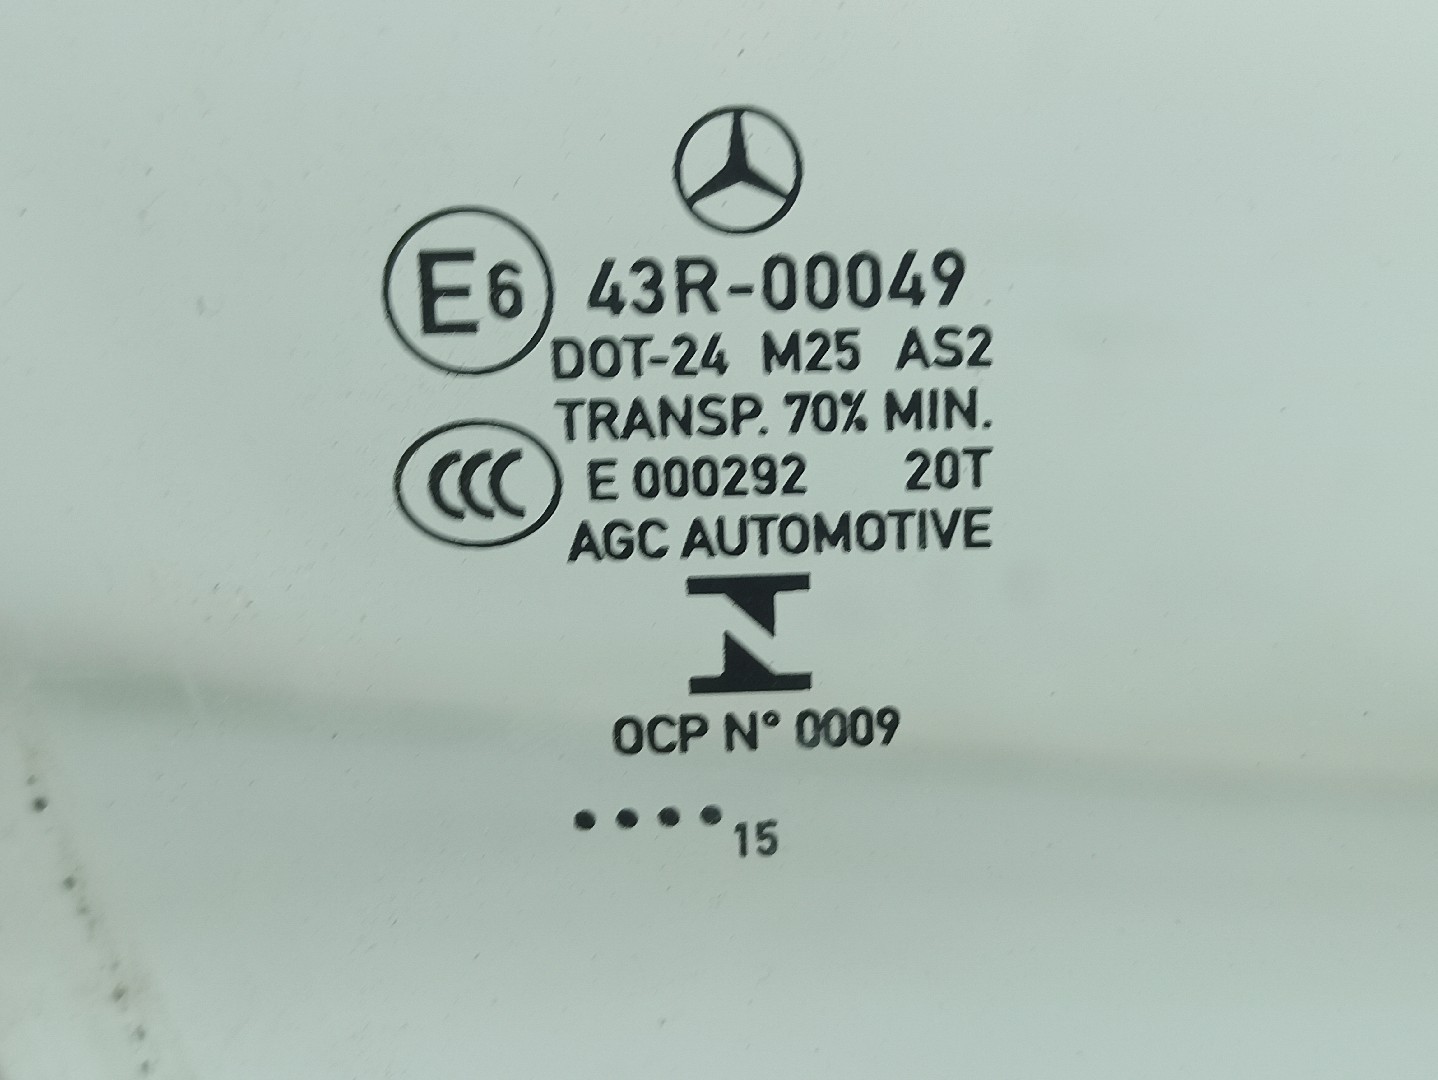 E6 43R-00049
DOT-24 M25 AS2
TRANSP. 70% MIN.
CCC E 000292 20T
AGC AUTOMOTIVE
OCP N° 0009
•••• 15